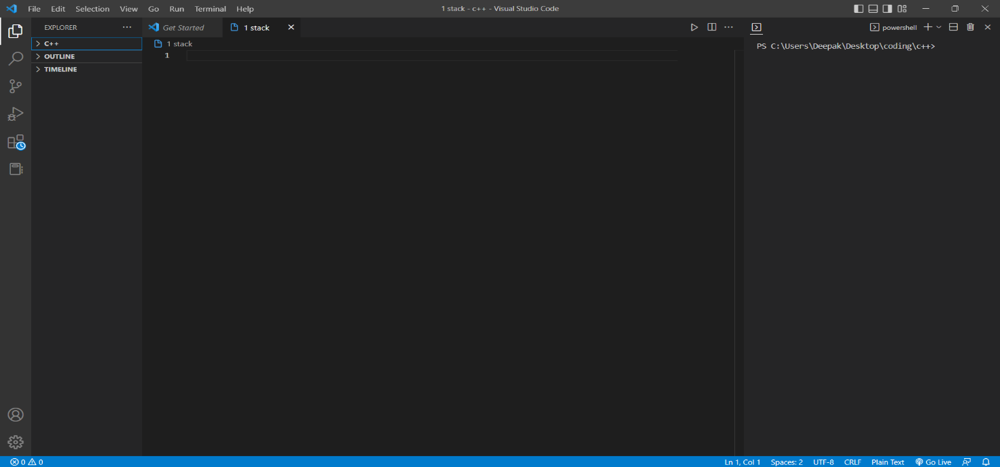 File Edit Selection View Go Run Terminal Help 1 stack - c++ - Visual Studio Code
EXPLORER ··· Get Started 1 stack
C++
OUTLINE
TIMELINE
1 stack
1
powershell
PS C:\Users\Deepak\Desktop\coding\c++>
0 0 Ln 1, Col 1 Spaces: 2 UTF-8 CRLF Plain Text Go Live